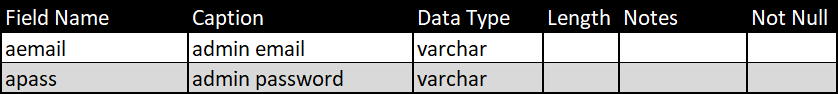 Field Name Caption Data Type Length Notes Not Null
aemail admin email varchar
apass admin password varchar